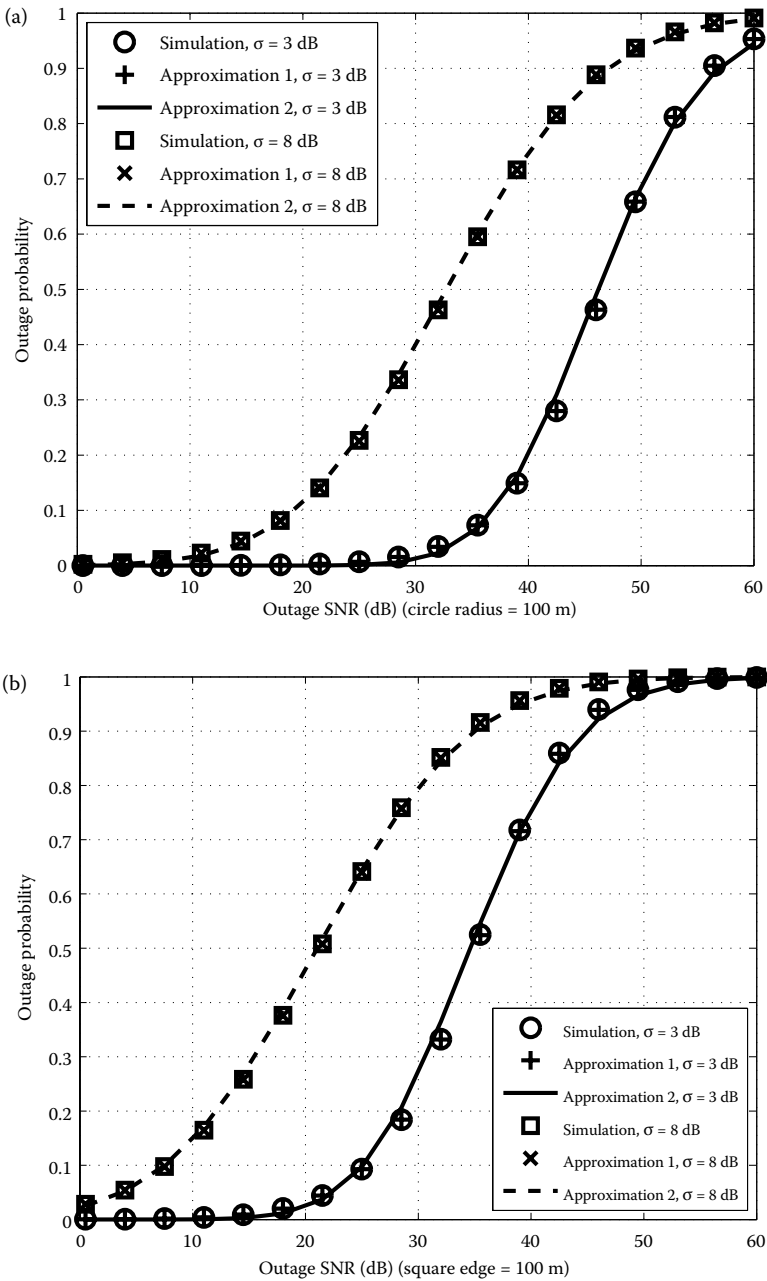 (a)
1
0.9
0.8
0.7
0.6
0.5
0.4
0.3
0.2
0.1
0
Outage probability
Simulation, σ = 3 dB
Approximation 1, σ = 3 dB
Approximation 2, σ = 3 dB
Simulation, σ = 8 dB
Approximation 1, σ = 8 dB
Approximation 2, σ = 8 dB
0 10 20 30 40 50 60
Outage SNR (dB) (circle radius = 100 m)
(b)
1
0.9
0.8
0.7
0.6
0.5
0.4
0.3
0.2
0.1
0
Outage probability
Simulation, σ = 3 dB
Approximation 1, σ = 3 dB
Approximation 2, σ = 3 dB
Simulation, σ = 8 dB
Approximation 1, σ = 8 dB
Approximation 2, σ = 8 dB
0 10 20 30 40 50 60
Outage SNR (dB) (square edge = 100 m)